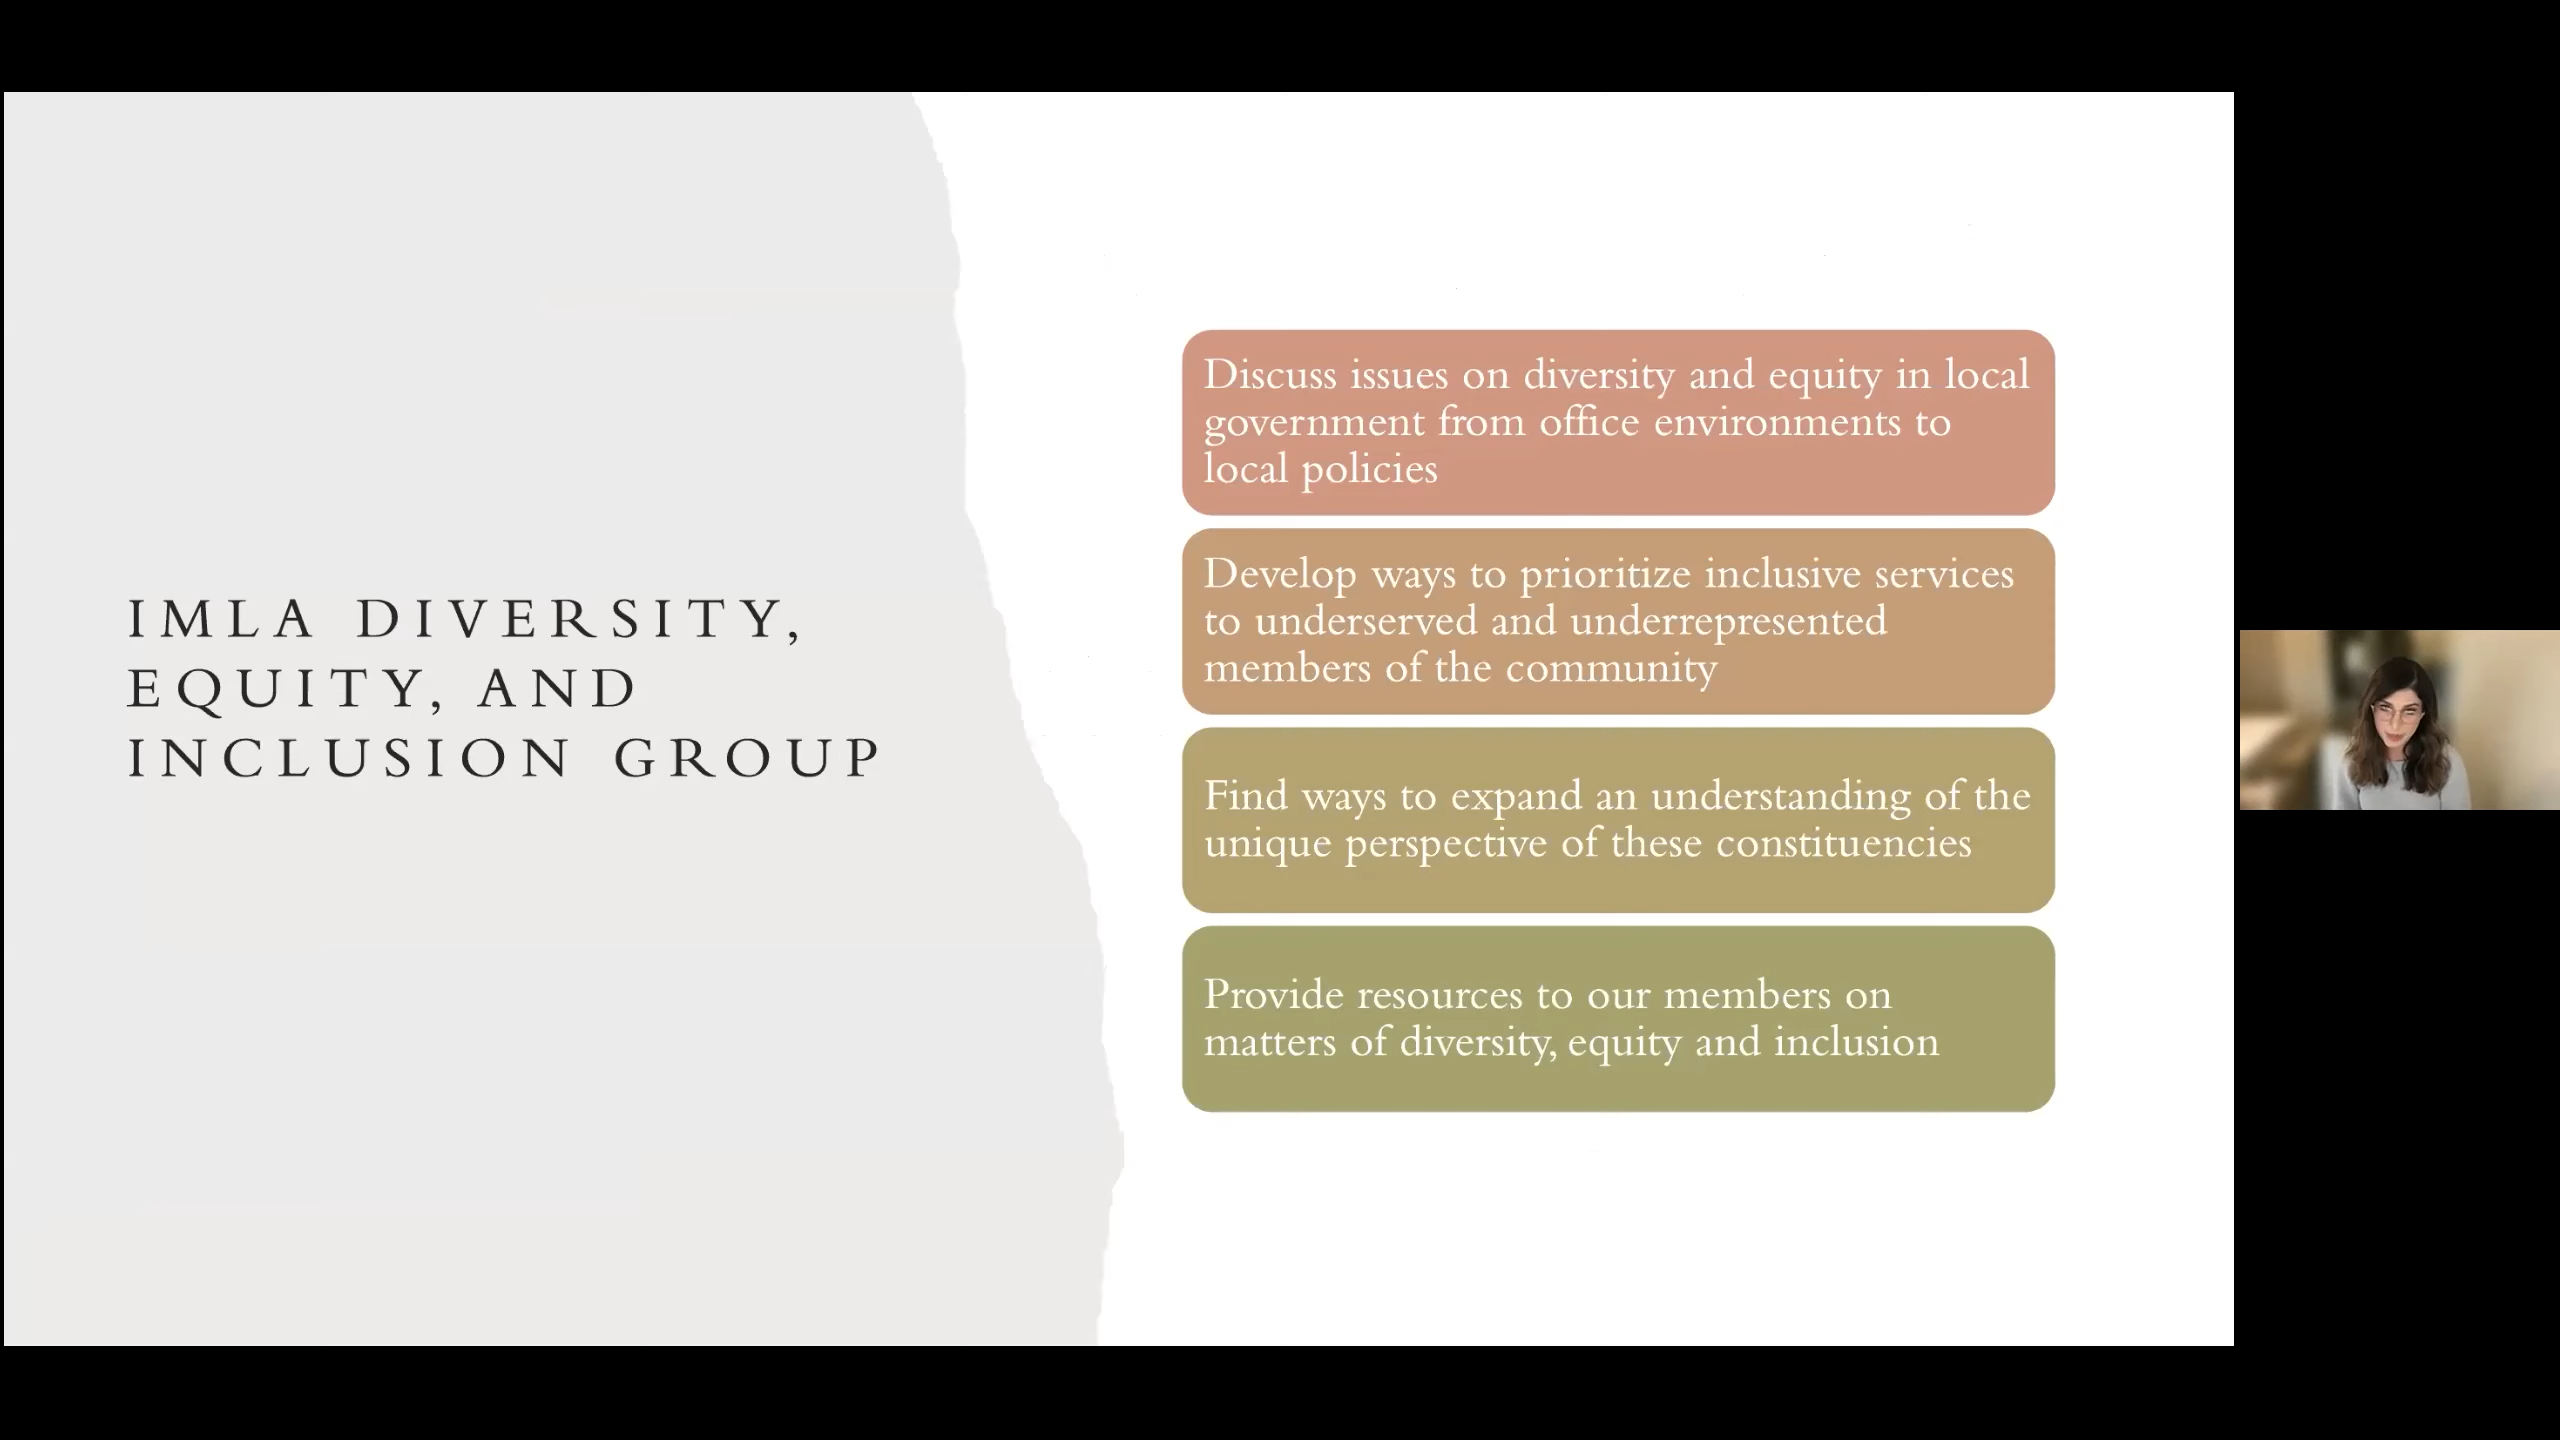 IMLA DIVERSITY,
EQUITY, AND
INCLUSION GROUP
Discuss issues on diversity and equity in local
government from office environments to
local policies
Develop ways to prioritize inclusive services
to underserved and underrepresented
members of the community
Find ways to expand an understanding of the
unique perspective of these constituencies
Provide resources to our members on
matters of diversity, equity and inclusion